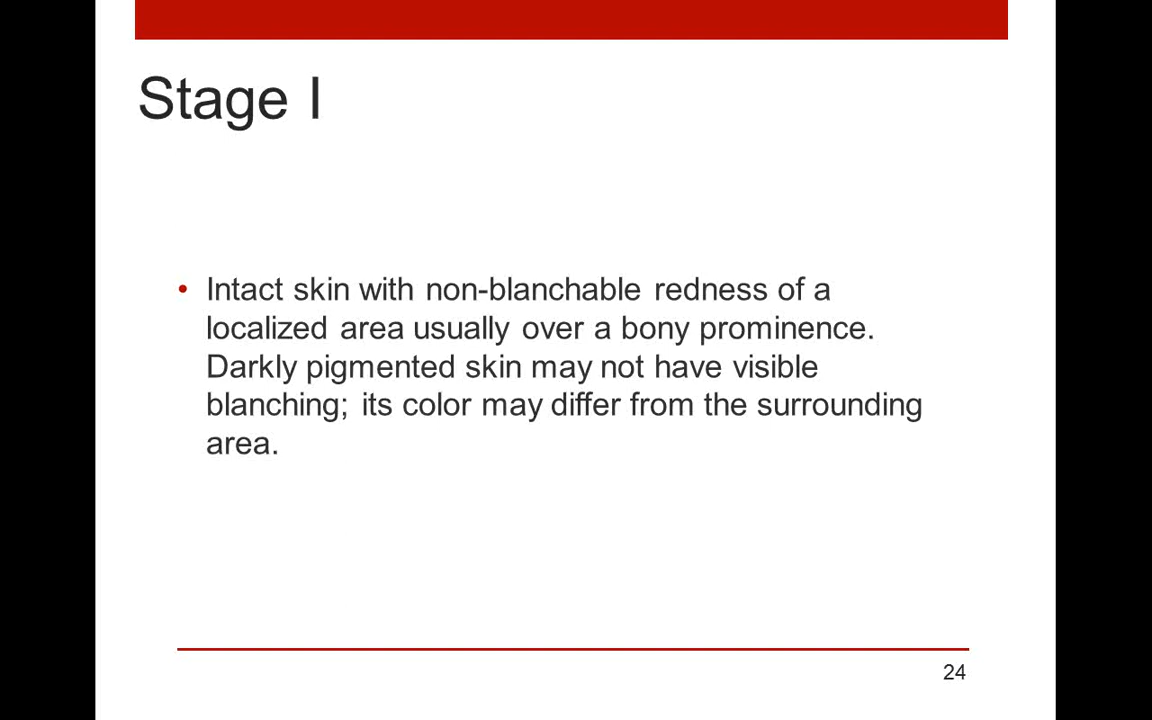 Stage I
• Intact skin with non-blanchable redness of a
localized area usually over a bony prominence.
Darkly pigmented skin may not have visible
blanching; its color may differ from the surrounding
area.
24